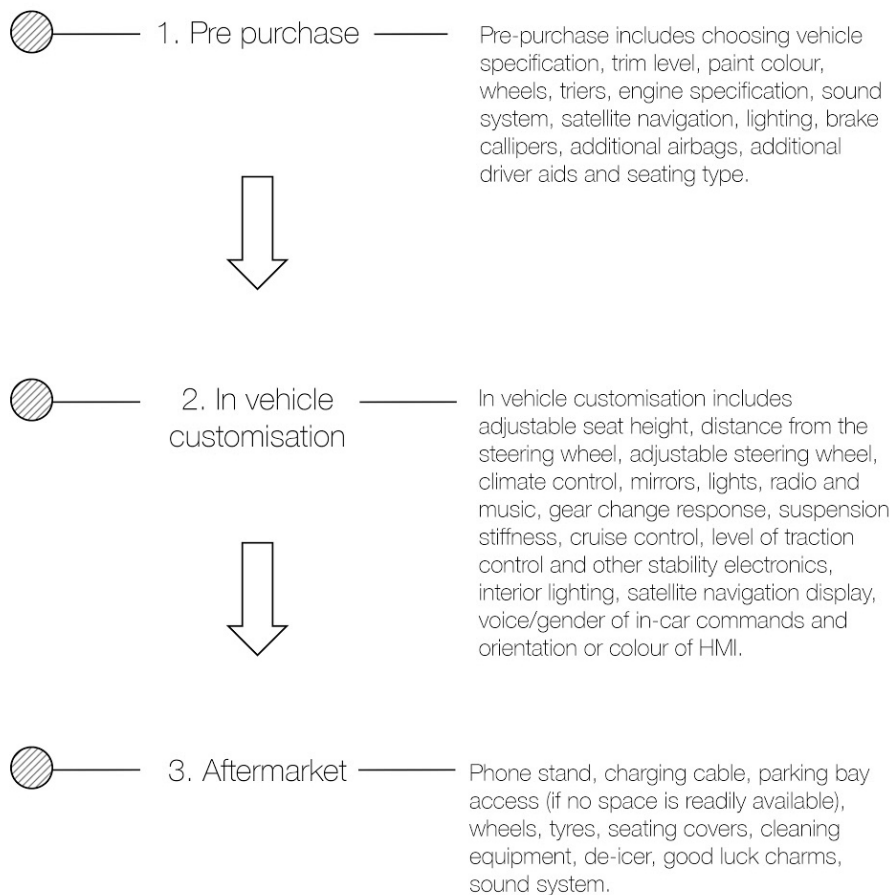 1. Pre purchase
Pre-purchase includes choosing vehicle
specification, trim level, paint colour,
wheels, triers, engine specification, sound
system, satellite navigation, lighting, brake
callipers, additional airbags, additional
driver aids and seating type.
2. In vehicle
customisation
In vehicle customisation includes
adjustable seat height, distance from the
steering wheel, adjustable steering wheel,
climate control, mirrors, lights, radio and
music, gear change response, suspension
stiffness, cruise control, level of traction
control and other stability electronics,
interior lighting, satellite navigation display,
voice/gender of in-car commands and
orientation or colour of HMI.
3. Aftermarket
Phone stand, charging cable, parking bay
access (if no space is readily available),
wheels, tyres, seating covers, cleaning
equipment, de-icer, good luck charms,
sound system.